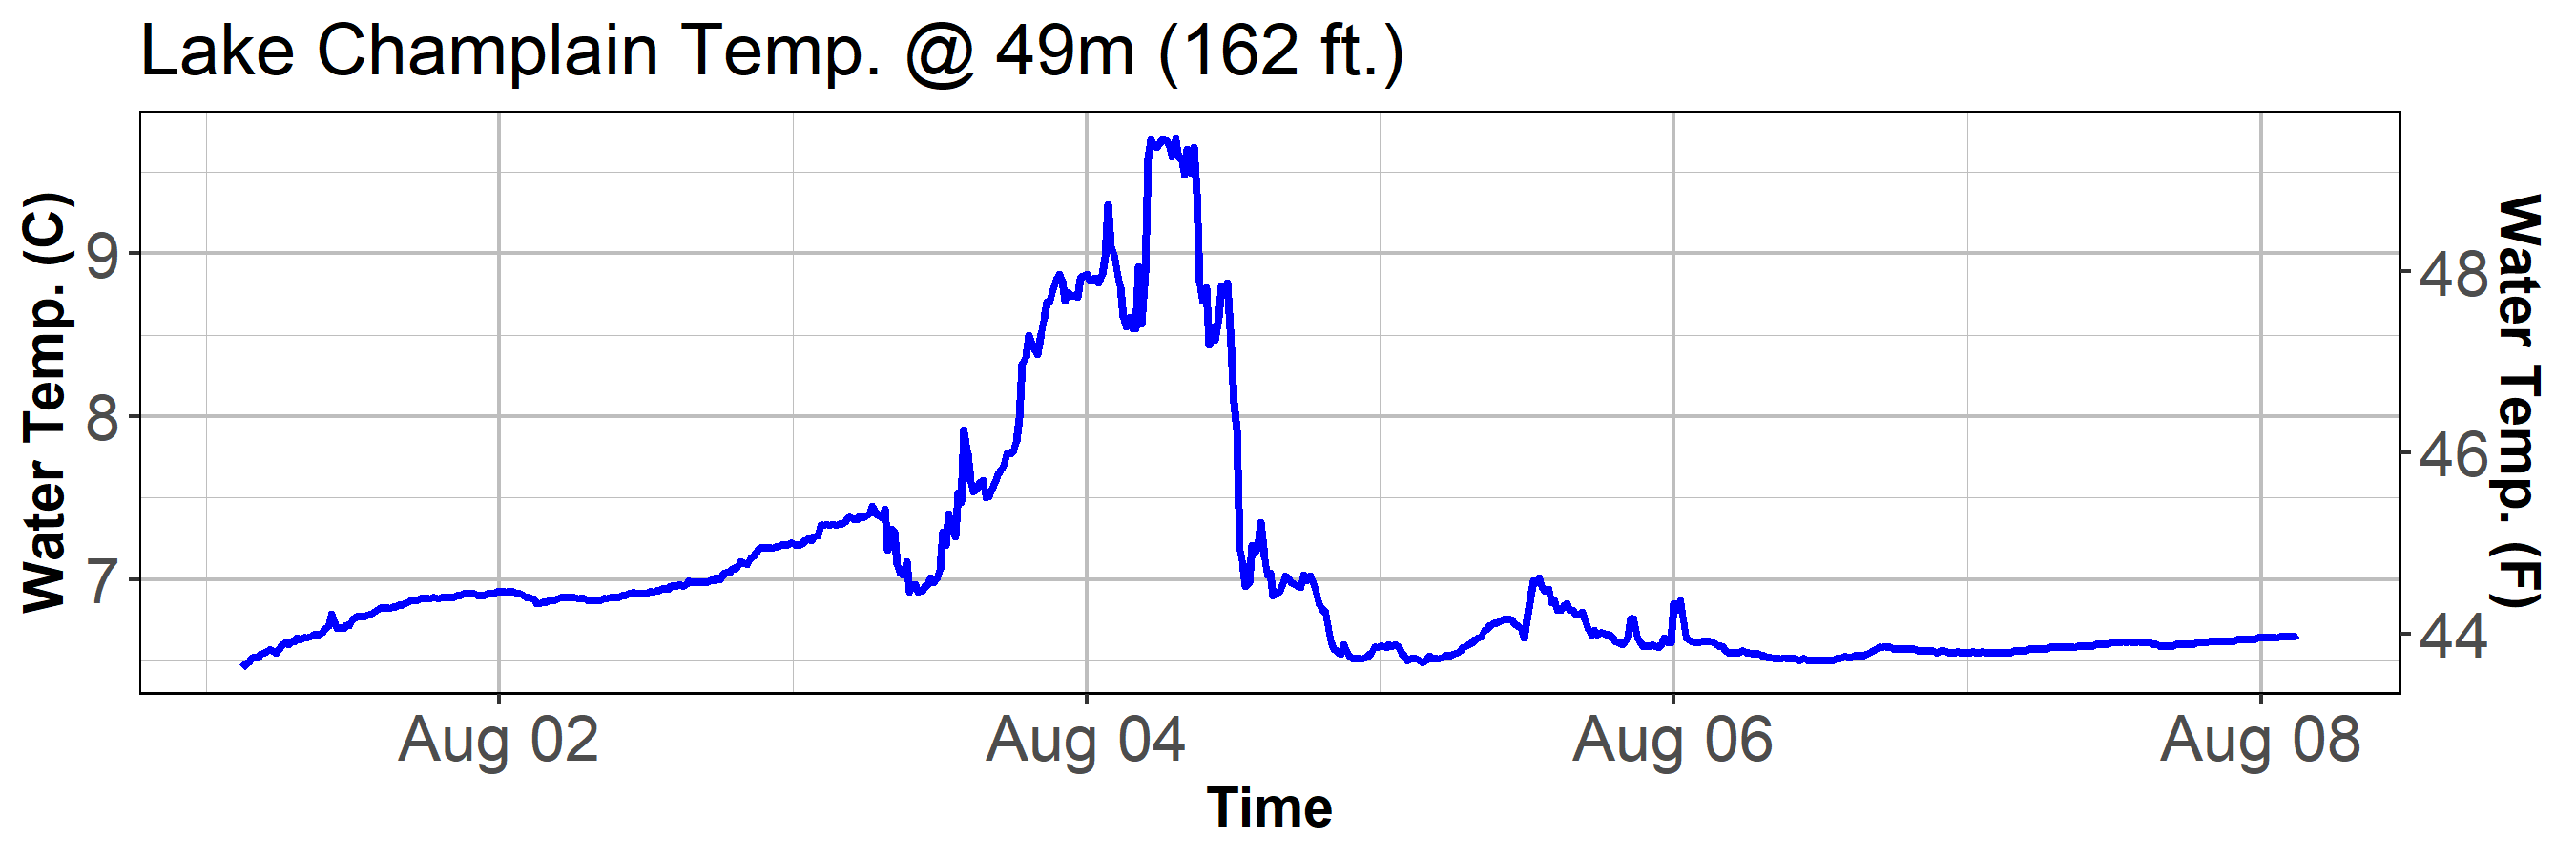 Lake Champlain Temp. @ 49m (162 ft.)
Water Temp. (C)
9
8
7
48
46
44
Water Temp. (F)
Aug 02
Aug 04
Aug 06
Aug 08
Time